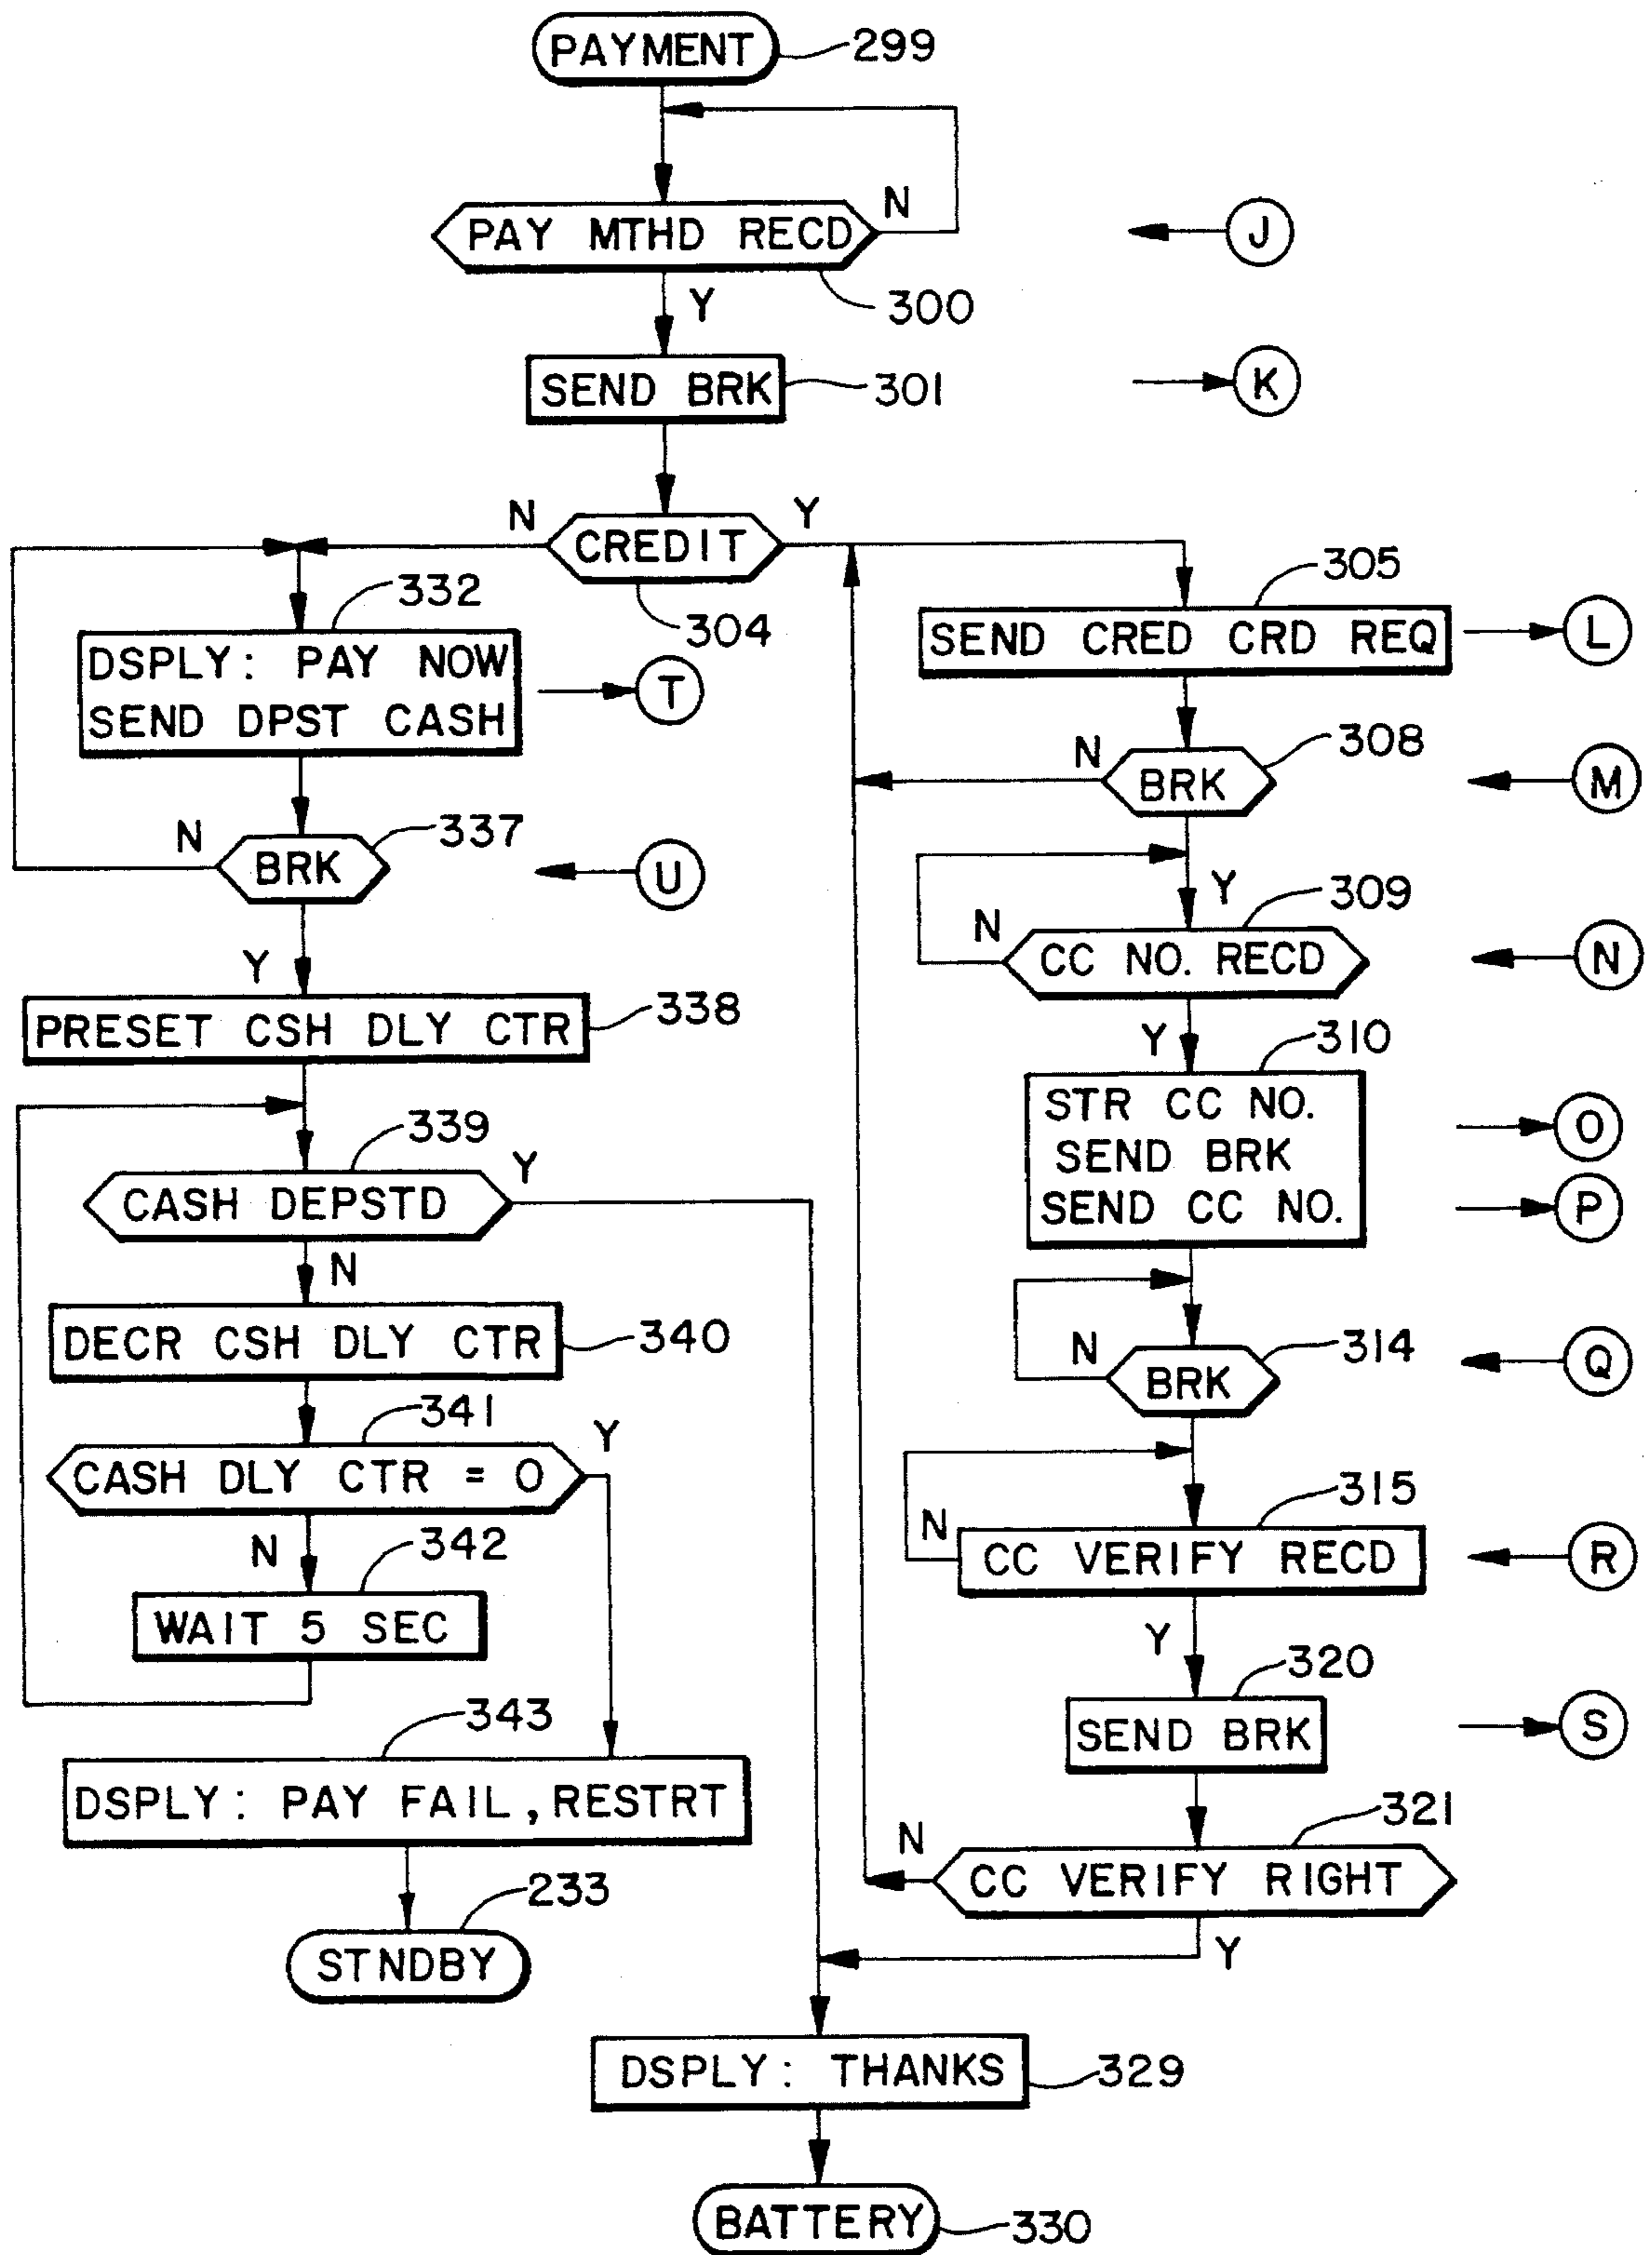 PAYMENT 299
N
PAY MTHD RECD
J
300
Y
SEND BRK 301
K
N
CREDIT
Y
304
332
DSPLY: PAY NOW
SEND DPST CASH
T
N
BRK
337
U
Y
PRESET CSH DLY CTR 338
339
CASH DEPSTD
Y
N
DECR CSH DLY CTR 340
341
CASH DLY CTR = 0
Y
N
342
WAIT 5 SEC
343
DSPLY: PAY FAIL, RESTRT
233
STNDBY
305
SEND CRED CRD REQ
L
308
N
BRK
M
Y
309
N
CC NO. RECD
N
Y
310
STR CC NO.
SEND BRK
SEND CC NO.
O
P
N
BRK
314
Q
315
N
CC VERIFY RECD
R
Y
320
SEND BRK
S
321
N
CC VERIFY RIGHT
Y
DSPLY: THANKS 329
BATTERY 330